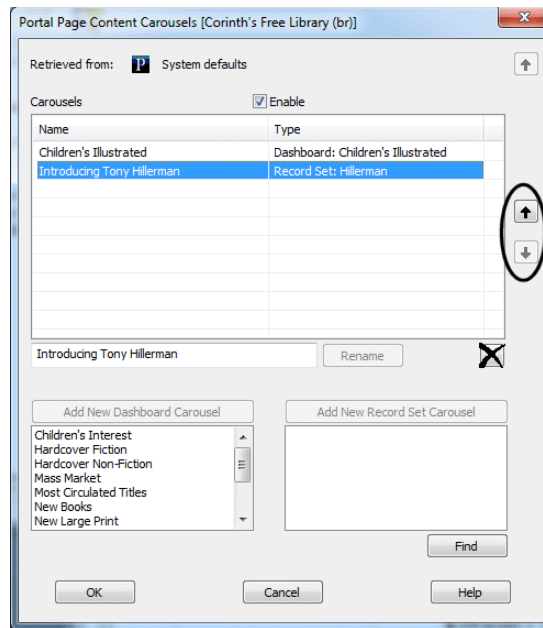 Portal Page Content Carousels [Corinth's Free Library (br)]
Retrieved from: P System defaults
Carousels Enable
Name Type
Children's Illustrated Dashboard: Children's Illustrated
Introducing Tony Hillerman Record Set: Hillerman
Introducing Tony Hillerman Rename
Add New Dashboard Carousel Add New Record Set Carousel
Children's Interest
Hardcover Fiction
Hardcover Non-Fiction
Mass Market
Most Circulated Titles
New Books
New Large Print
Find
OK Cancel Help